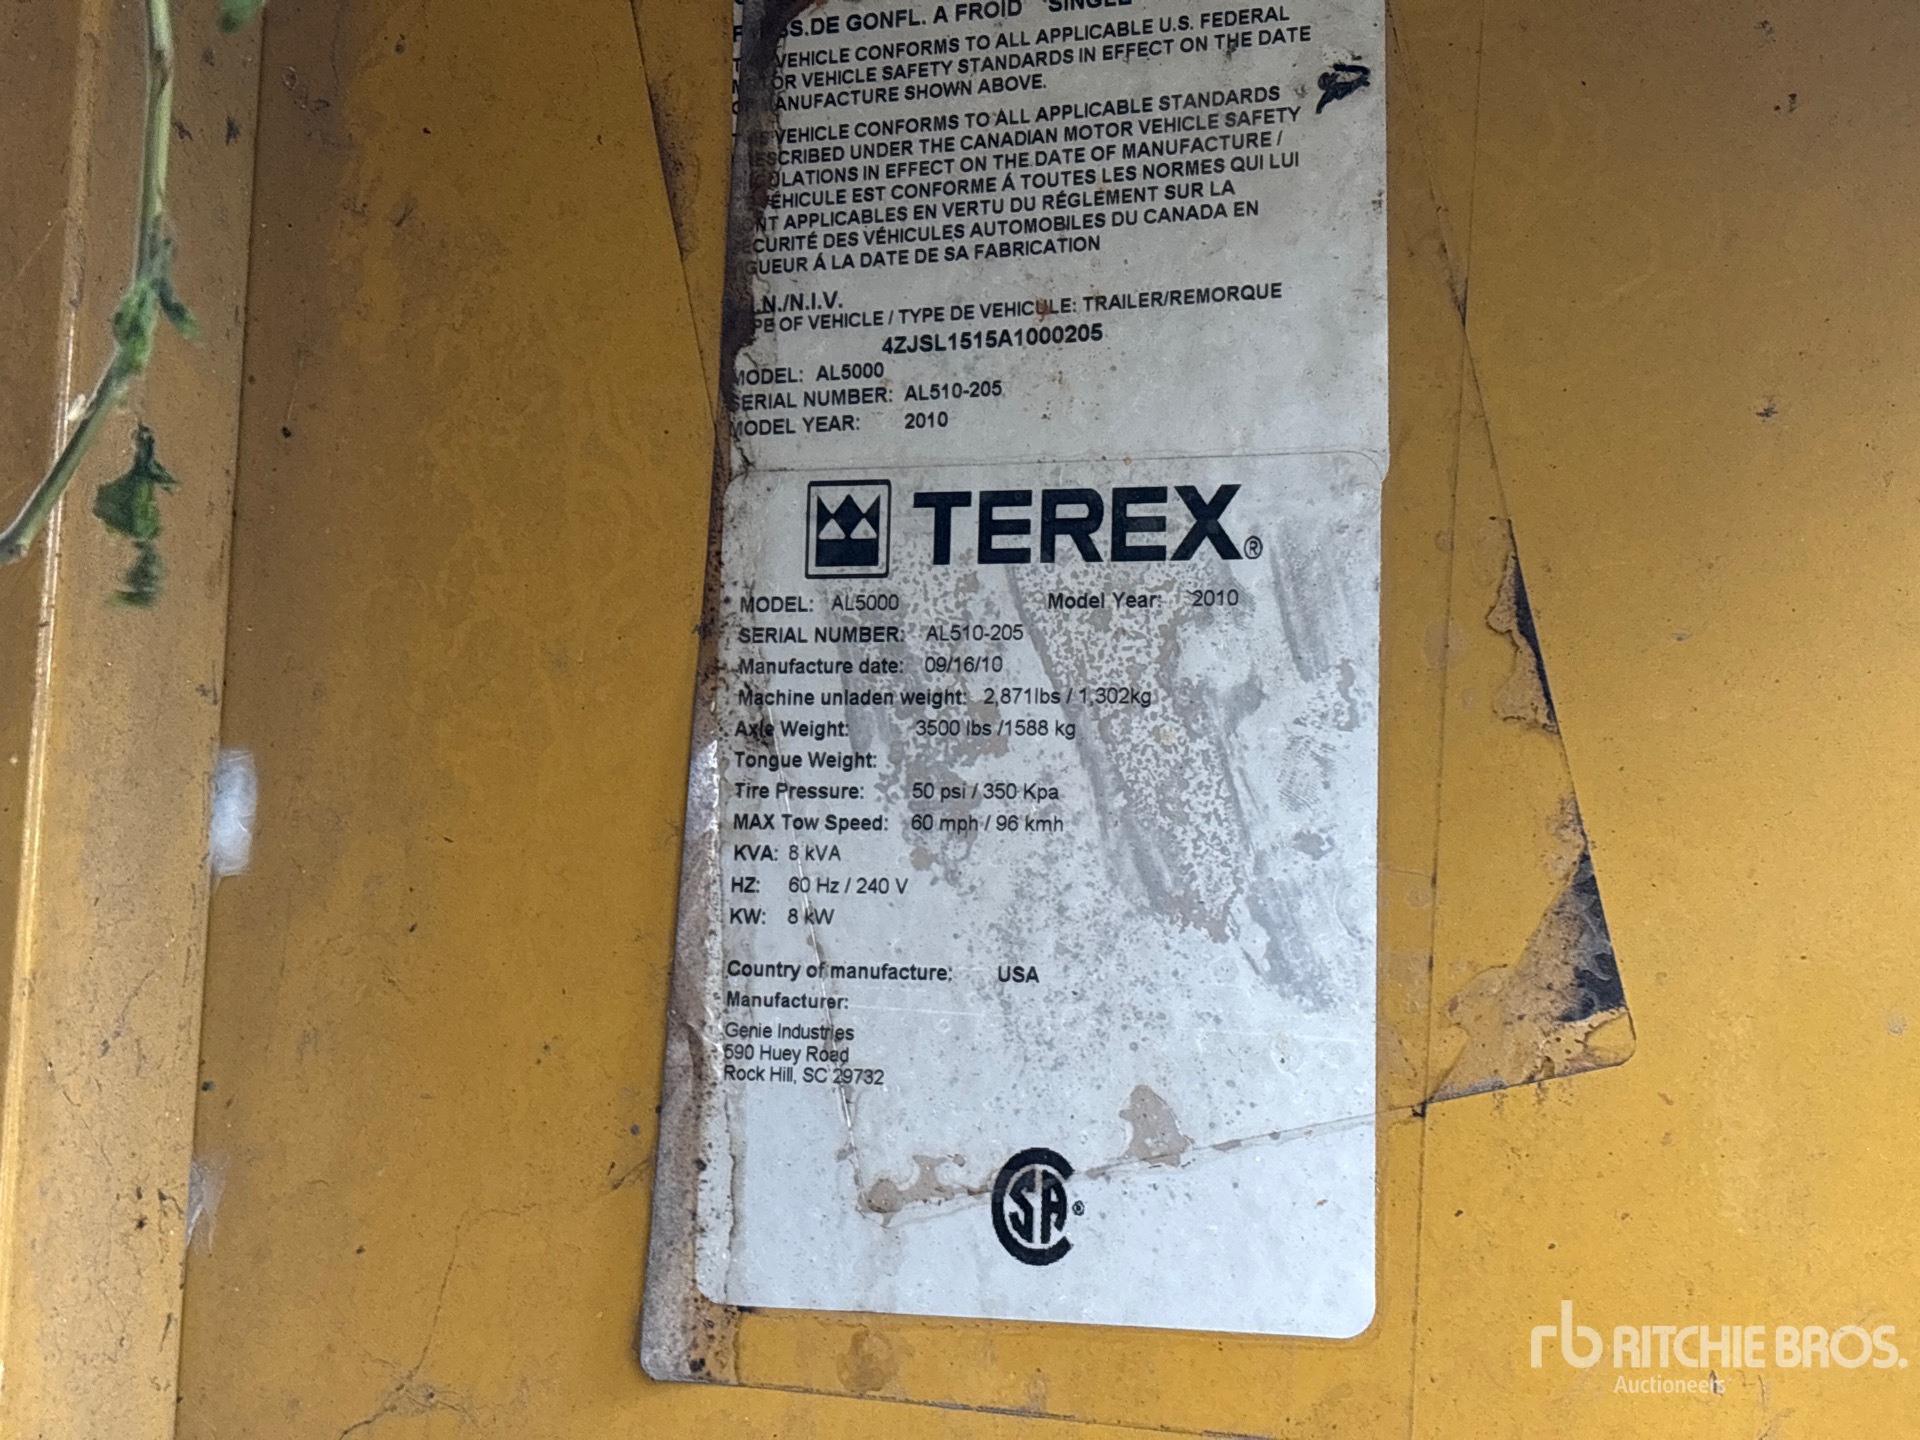 DE GONFL. A FROID SINGLE
VEHICLE CONFORMS TO ALL APPLICABLE U.S. FEDERAL
OR VEHICLE SAFETY STANDARDS IN EFFECT ON THE DATE
ANUFACTURE SHOWN ABOVE.
VEHICLE CONFORMS TO ALL APPLICABLE STANDARDS
ESCRIBED UNDER THE CANADIAN MOTOR VEHICLE SAFETY
ULATIONS IN EFFECT ON THE DATE OF MANUFACTURE /
ÉHICULE EST CONFORME Á TOUTES LES NORMES QUI LUI
NT APPLICABLES EN VERTU DU RÉGLEMENT SUR LA
ECURITÉ DES VÉHICULES AUTOMOBILES DU CANADA EN
GUEUR Á LA DATE DE SA FABRICATION
.N./N.I.V.
PE OF VEHICLE / TYPE DE VEHICULE: TRAILER/REMORQUE
4ZJSL1515A1000205
MODEL: AL5000
SERIAL NUMBER: AL510-205
MODEL YEAR: 2010
TEREX®
MODEL: AL5000 Model Year: 2010
SERIAL NUMBER: AL510-205
Manufacture date: 09/16/10
Machine unladen weight: 2,871lbs / 1,302kg
Axle Weight: 3500 lbs /1588 kg
Tongue Weight:
Tire Pressure: 50 psi / 350 Kpa
MAX Tow Speed: 60 mph / 96 kmh
KVA: 8 kVA
HZ: 60 Hz / 240 V
KW: 8 kW
Country of manufacture: USA
Manufacturer:
Genie Industries
590 Huey Road
Rock Hill, SC 29732
CSA®
rb RITCHIE BROS.
Auctioneers